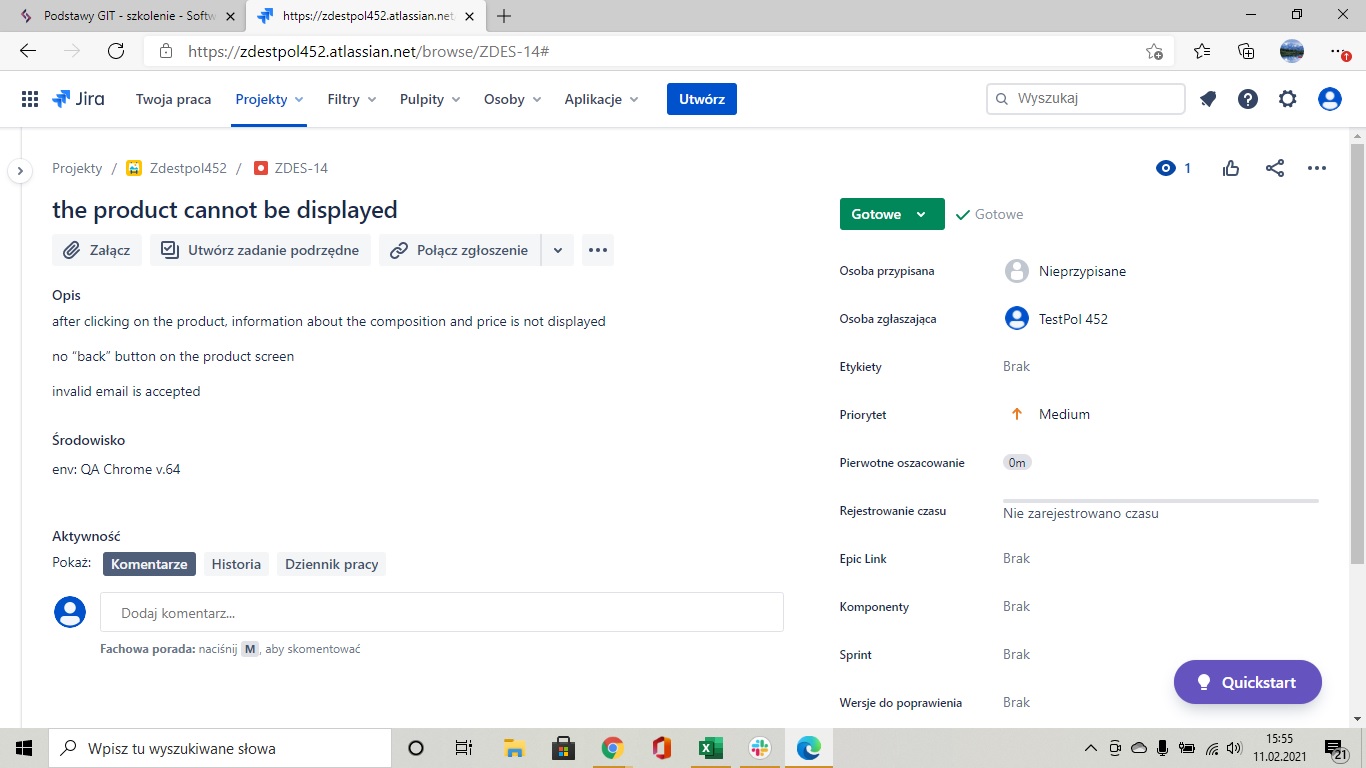 Podstawy GIT - szkolenie - Softw
https://zdestpol452.atlassian.net
https://zdestpol452.atlassian.net/browse/ZDES-14#
Jira
Twoja praca
Projekty
Filtry
Pulpity
Osoby
Aplikacje
Utwórz
Wyszukaj
Projekty / Zdestpol452 / ZDES-14
1
the product cannot be displayed
Załącz
Utwórz zadanie podrzędne
Połącz zgłoszenie
Opis
after clicking on the product, information about the composition and price is not displayed
no “back” button on the product screen
invalid email is accepted
Środowisko
env: QA Chrome v.64
Aktywność
Pokaż: Komentarze Historia Dziennik pracy
Dodaj komentarz...
Fachowa porada: naciśnij M, aby skomentować
Gotowe
Gotowe
Osoba przypisana Nieprzypisane
Osoba zgłaszająca TestPol 452
Etykiety Brak
Priorytet Medium
Pierwotne oszacowanie 0m
Rejestrowanie czasu Nie zarejestrowano czasu
Epic Link Brak
Komponenty Brak
Sprint Brak
Wersje do poprawienia Brak
Quickstart
Wpisz tu wyszukiwane słowa
15:55
11.02.2021
21